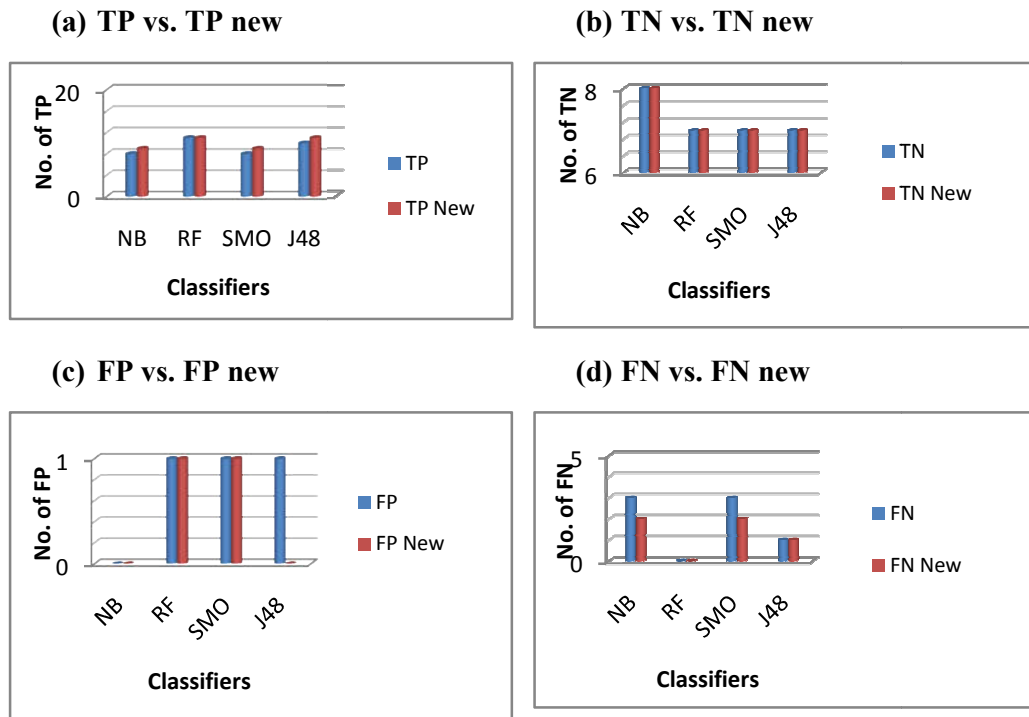 (a) TP vs. TP new
No. of TP
20
0
NB RF SMO J48
Classifiers
TP
TP New
(b) TN vs. TN new
No. of TN
8
6
NB RF SMO J48
Classifiers
TN
TN New
(c) FP vs. FP new
No. of FP
1
0
NB RF SMO J48
Classifiers
FP
FP New
(d) FN vs. FN new
No. of FN
5
0
NB RF SMO J48
Classifiers
FN
FN New